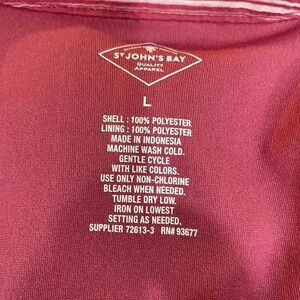 ST JOHN'S BAY
QUALITY
APPAREL
L
SHELL : 100% POLYESTER
LINING : 100% POLYESTER
MADE IN INDONESIA
MACHINE WASH COLD.
GENTLE CYCLE
WITH LIKE COLORS.
USE ONLY NON-CHLORINE
BLEACH WHEN NEEDED.
TUMBLE DRY LOW.
IRON ON LOWEST
SETTING AS NEEDED.
SUPPLIER 72613-3 RN# 93677